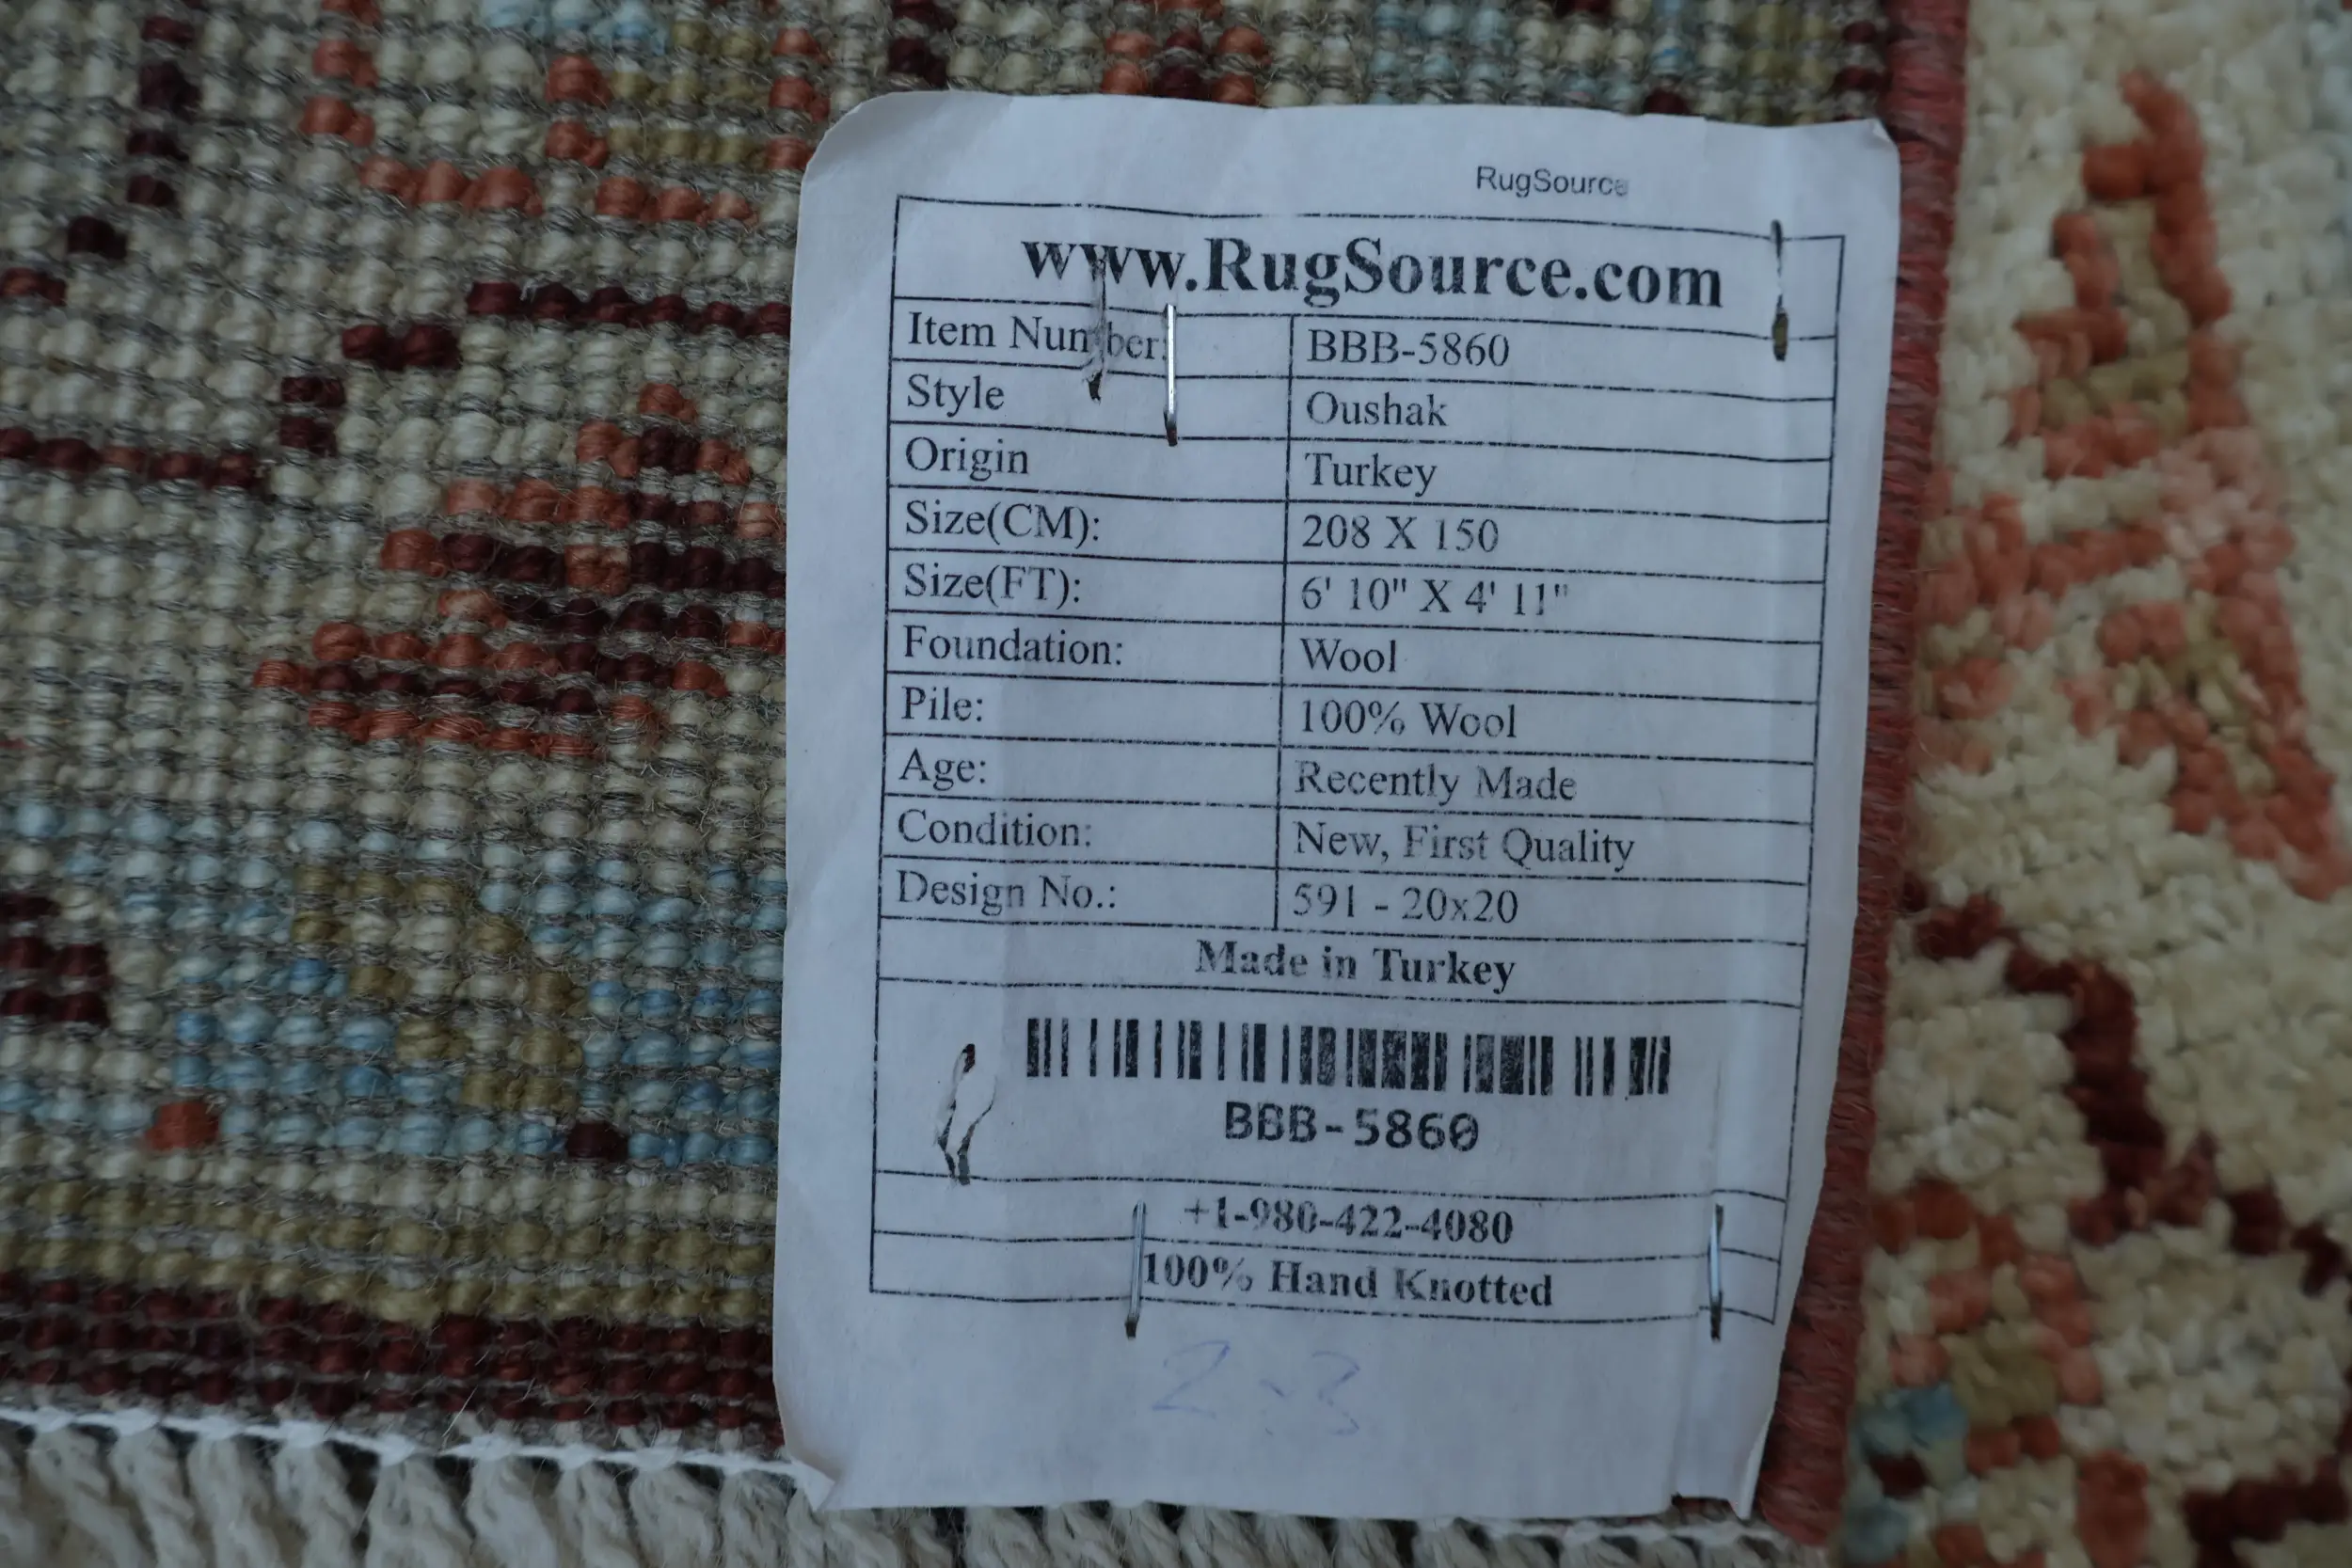 RugSource
www.RugSource.com
Item Number: BBB-5860
Style Oushak
Origin Turkey
Size(CM): 208 X 150
Size(FT): 6' 10" X 4' 11"
Foundation: Wool
Pile: 100% Wool
Age: Recently Made
Condition: New, First Quality
Design No.: 591 - 20x20
Made in Turkey
BBB-5860
+1-980-422-4080
100% Hand Knotted